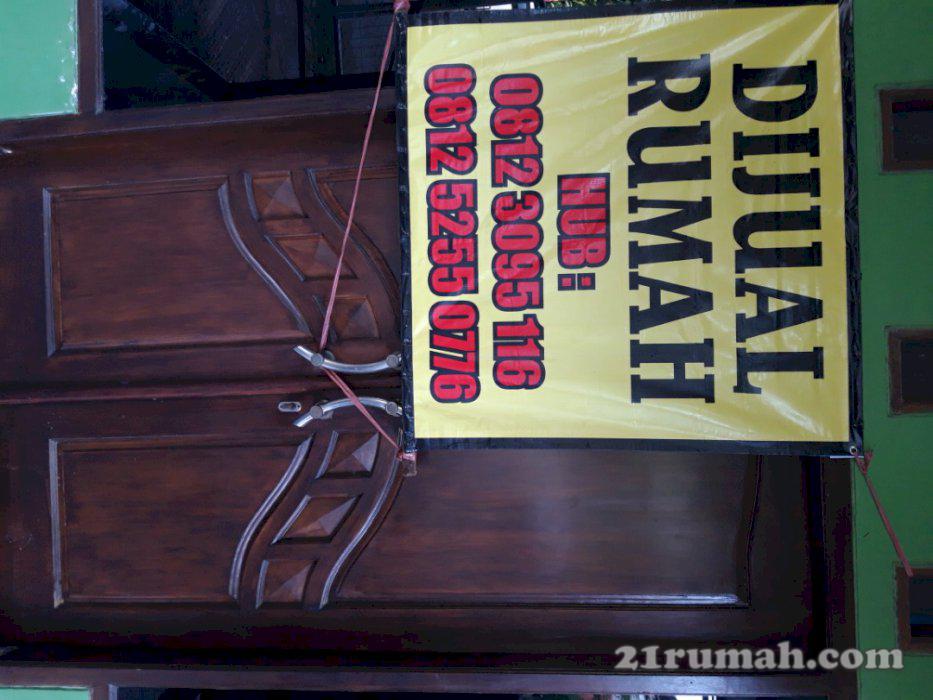 DIJUAL
RUMAH
HUB:
0812 3095 116
0812 5255 0776
21rumah.com